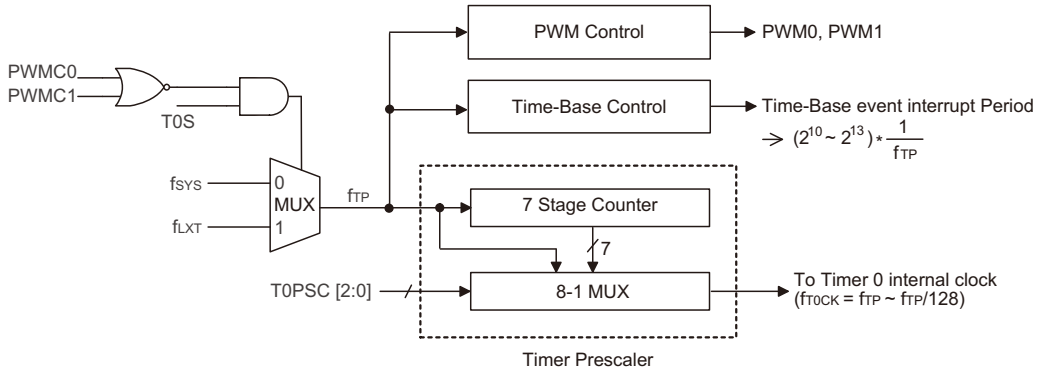 PWM Control
PWM0, PWM1
PWMC0
PWMC1
T0S
Time-Base Control
Time-Base event interrupt Period
→ (2^10 ~ 2^13) * 1/fTP
fSYS
0
MUX
fLXT
1
fTP
7 Stage Counter
7
T0PSC [2:0]
8-1 MUX
To Timer 0 internal clock
(fT0CK = fTP ~ fTP/128)
Timer Prescaler